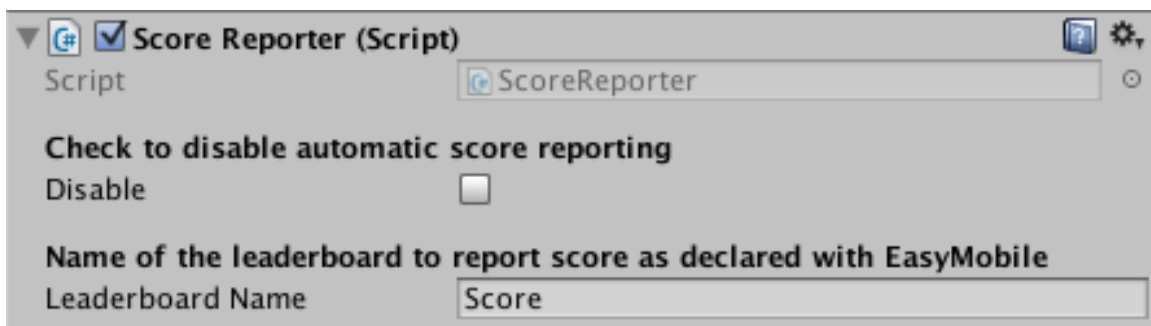 Score Reporter (Script)
Script ScoreReporter
Check to disable automatic score reporting
Disable
Name of the leaderboard to report score as declared with EasyMobile
Leaderboard Name Score